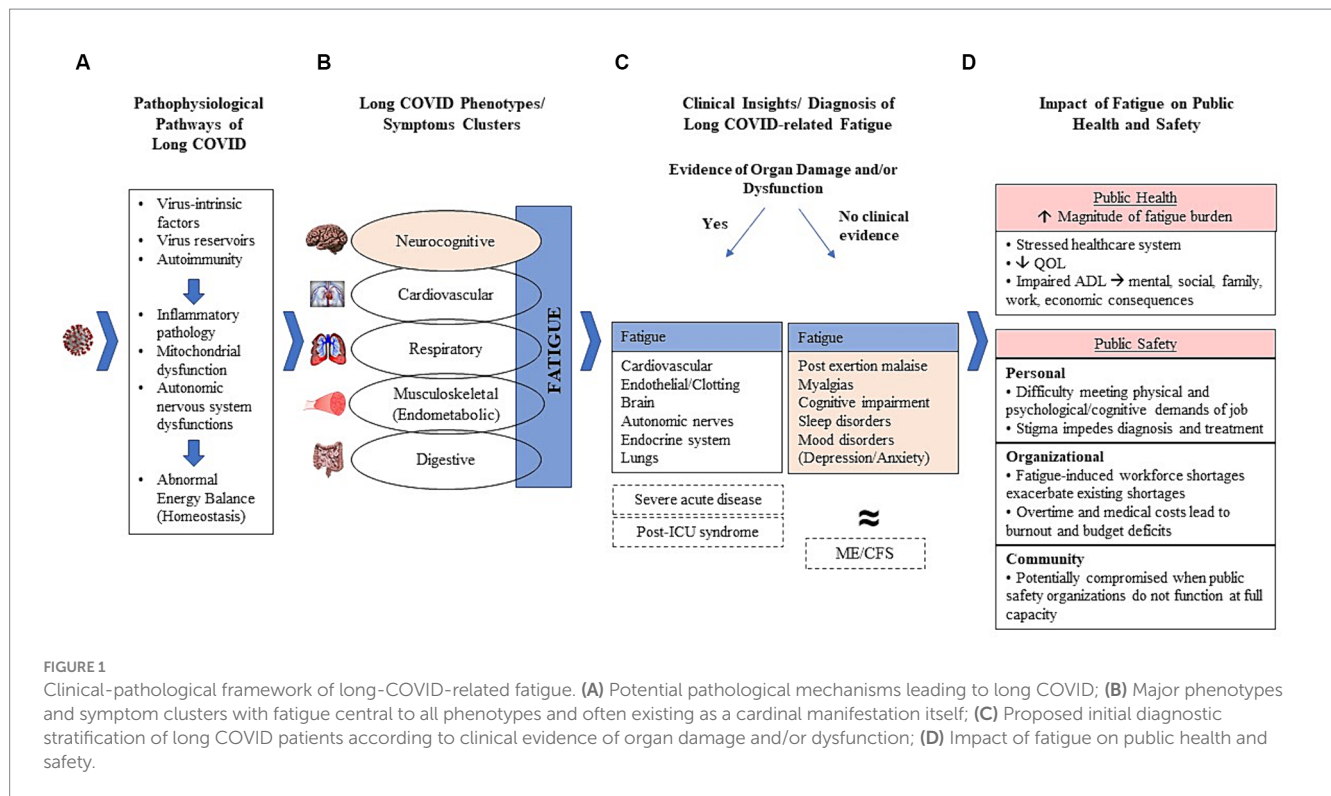 A
Pathophysiological
Pathways of
Long COVID
• Virus-intrinsic
factors
• Virus reservoirs
• Autoimmunity
• Inflammatory
pathology
• Mitochondrial
dysfunction
• Autonomic
nervous system
dysfunctions
• Abnormal
Energy Balance
(Homeostasis)
B
Long COVID Phenotypes/
Symptoms Clusters
Neurocognitive
Cardiovascular
Respiratory
Musculoskeletal
(Endometabolic)
Digestive
FATIGUE
C
Clinical Insights/ Diagnosis of
Long COVID-related Fatigue
Evidence of Organ Damage and/or
Dysfunction
Yes
No clinical
evidence
Fatigue
Cardiovascular
Endothelial/Clotting
Brain
Autonomic nerves
Endocrine system
Lungs
Severe acute disease
Post-ICU syndrome
Fatigue
Post exertion malaise
Myalgias
Cognitive impairment
Sleep disorders
Mood disorders
(Depression/Anxiety)
≈
ME/CFS
D
Impact of Fatigue on Public
Health and Safety
Public Health
↑ Magnitude of fatigue burden
• Stressed healthcare system
• ↓ QOL
• Impaired ADL → mental, social, family,
work, economic consequences
Public Safety
Personal
• Difficulty meeting physical and
psychological/cognitive demands of job
• Stigma impedes diagnosis and treatment
Organizational
• Fatigue-induced workforce shortages
exacerbate existing shortages
• Overtime and medical costs lead to
burnout and budget deficits
Community
• Potentially compromised when public
safety organizations do not function at full
capacity
FIGURE 1
Clinical-pathological framework of long-COVID-related fatigue. (A) Potential pathological mechanisms leading to long COVID; (B) Major phenotypes
and symptom clusters with fatigue central to all phenotypes and often existing as a cardinal manifestation itself; (C) Proposed initial diagnostic
stratification of long COVID patients according to clinical evidence of organ damage and/or dysfunction; (D) Impact of fatigue on public health and
safety.